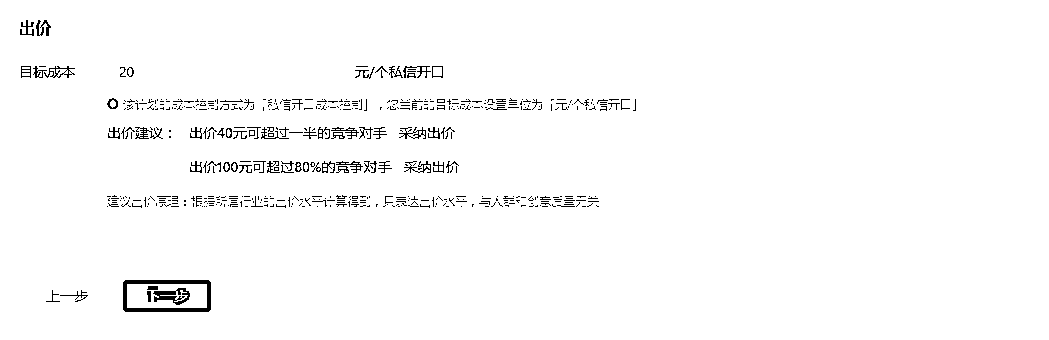 出价
目标成本 20 元/个私信开口
该计划的成本控制方式为「私信开口成本控制」，您当前的目标成本设置单位为「元/个私信开口」
出价建议： 出价40元可超过一半的竞争对手 采纳出价
出价100元可超过80%的竞争对手 采纳出价
建议出价原理：根据所属行业的出价水平计算得到，只表达出价水平，与人群和创意质量无关
上一步 下一步